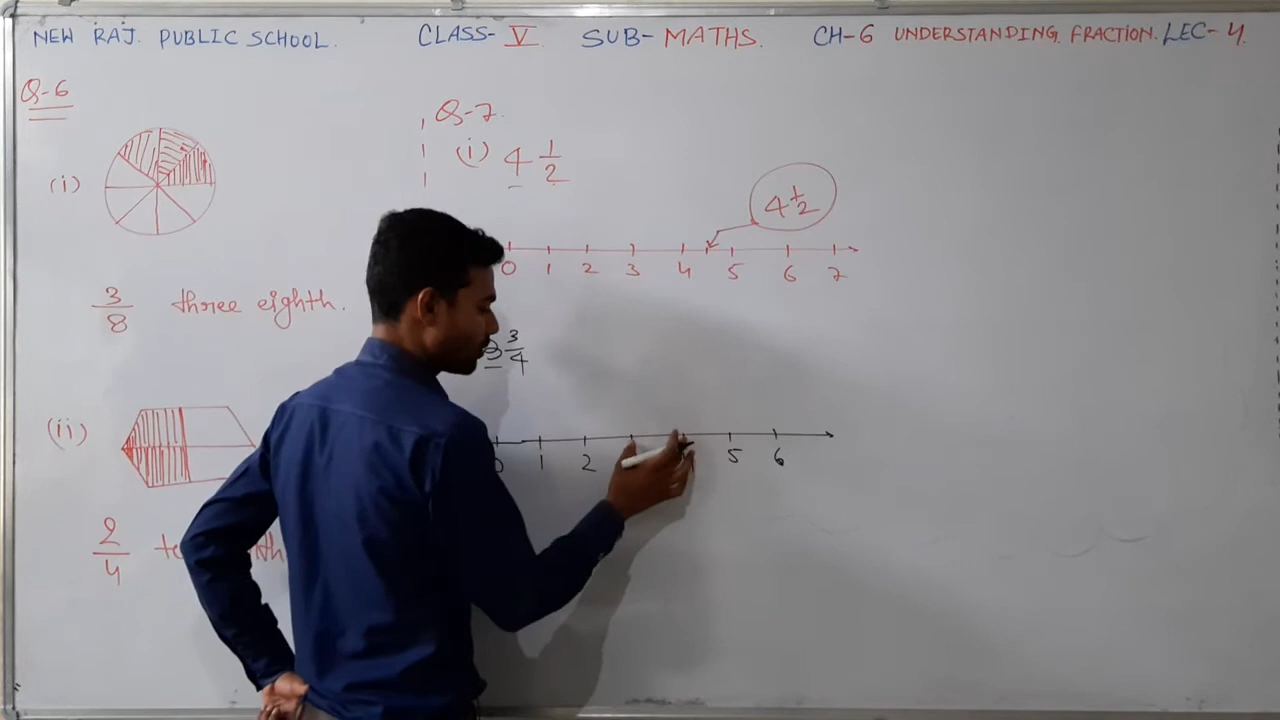 NEW RAJ. PUBLIC SCHOOL. CLASS- V SUB- MATHS. CH-6 UNDERSTANDING FRACTION. LEC- 4.
Q-6
(i)
3/8 three eighth.
(ii)
2/4
Q-7.
(i) 4 1/2
4 1/2
0 1 2 3 4 5 6 7
3 3/4
0 1 2 5 6